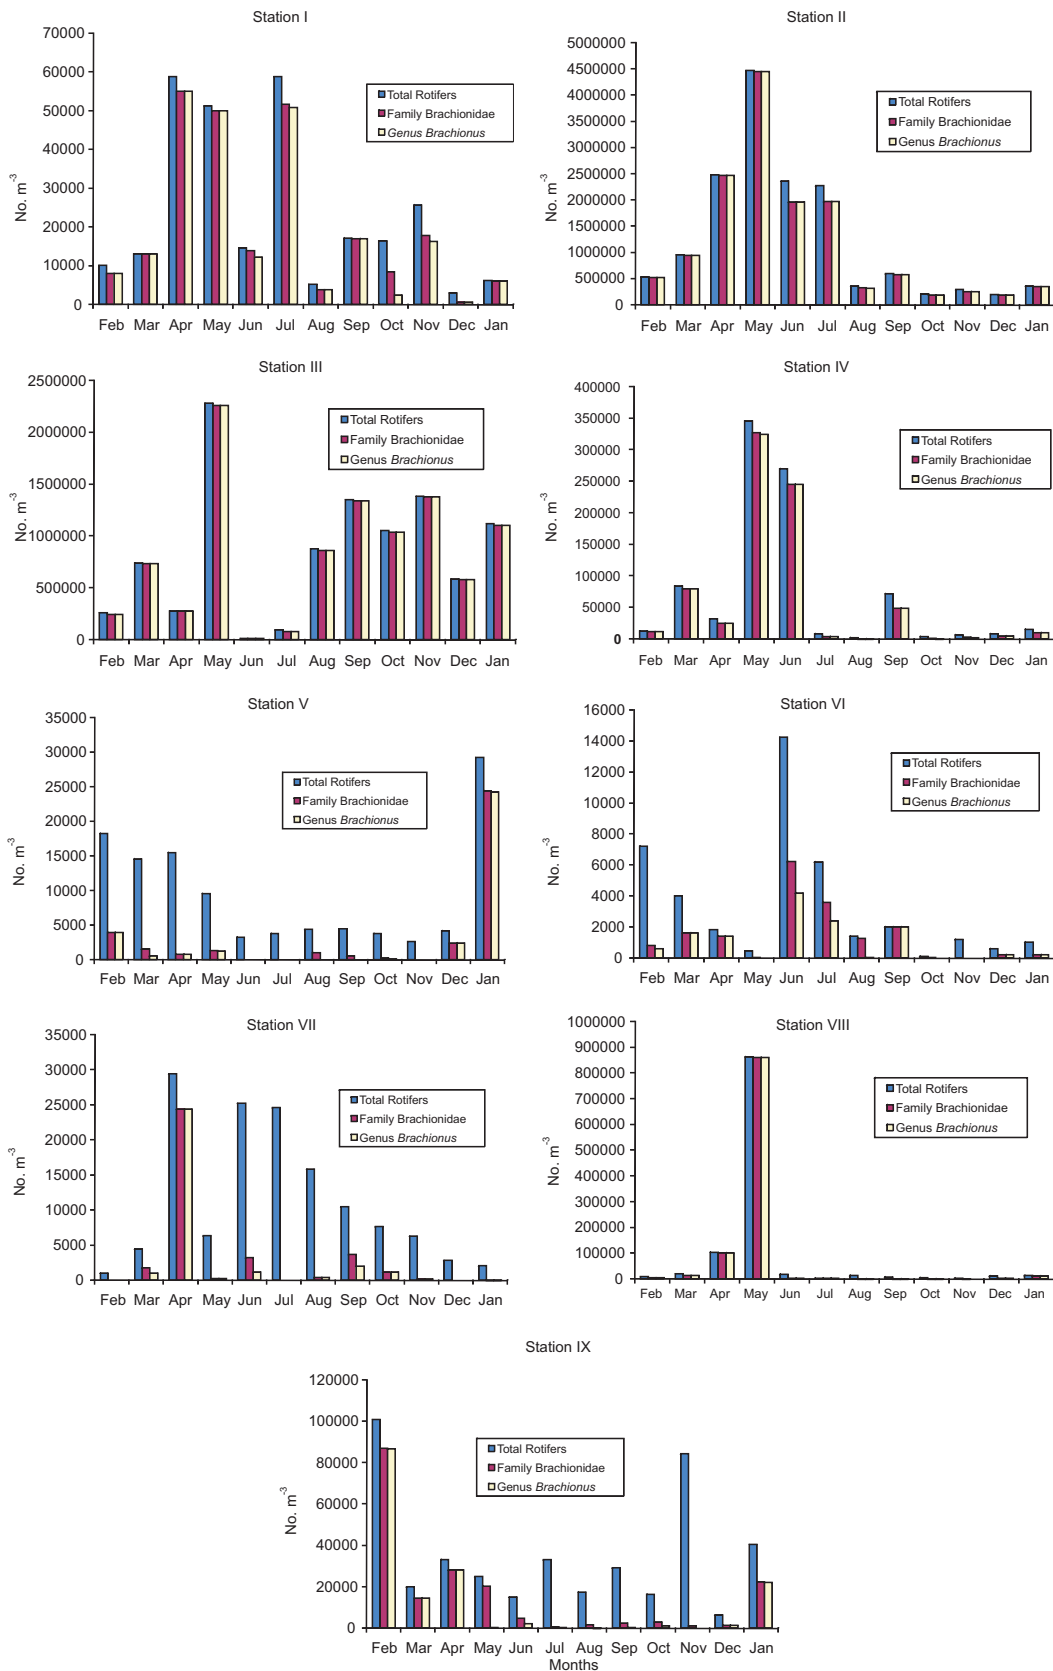 Station I
70000
60000
50000
40000
30000
20000
10000
0
No. m⁻³
Total Rotifers
Family Brachionidae
Genus Brachionus
Feb Mar Apr May Jun Jul Aug Sep Oct Nov Dec Jan
Station II
5000000
4500000
4000000
3500000
3000000
2500000
2000000
1500000
1000000
500000
0
No. m⁻³
Total Rotifers
Family Brachionidae
Genus Brachionus
Feb Mar Apr May Jun Jul Aug Sep Oct Nov Dec Jan
Station III
2500000
2000000
1500000
1000000
500000
0
No. m⁻³
Total Rotifers
Family Brachionidae
Genus Brachionus
Feb Mar Apr May Jun Jul Aug Sep Oct Nov Dec Jan
Station IV
400000
350000
300000
250000
200000
150000
100000
50000
0
No. m⁻³
Total Rotifers
Family Brachionidae
Genus Brachionus
Feb Mar Apr May Jun Jul Aug Sep Oct Nov Dec Jan
Station V
35000
30000
25000
20000
15000
10000
5000
0
No. m⁻³
Total Rotifers
Family Brachionidae
Genus Brachionus
Feb Mar Apr May Jun Jul Aug Sep Oct Nov Dec Jan
Station VI
16000
14000
12000
10000
8000
6000
4000
2000
0
No. m⁻³
Total Rotifers
Family Brachionidae
Genus Brachionus
Feb Mar Apr May Jun Jul Aug Sep Oct Nov Dec Jan
Station VII
35000
30000
25000
20000
15000
10000
5000
0
No. m⁻³
Total Rotifers
Family Brachionidae
Genus Brachionus
Feb Mar Apr May Jun Jul Aug Sep Oct Nov Dec Jan
Station VIII
1000000
900000
800000
700000
600000
500000
400000
300000
200000
100000
0
No. m⁻³
Total Rotifers
Family Brachionidae
Genus Brachionus
Feb Mar Apr May Jun Jul Aug Sep Oct Nov Dec Jan
Station IX
120000
100000
80000
60000
40000
20000
0
No. m⁻³
Total Rotifers
Family Brachionidae
Genus Brachionus
Feb Mar Apr May Jun Jul Aug Sep Oct Nov Dec Jan
Months